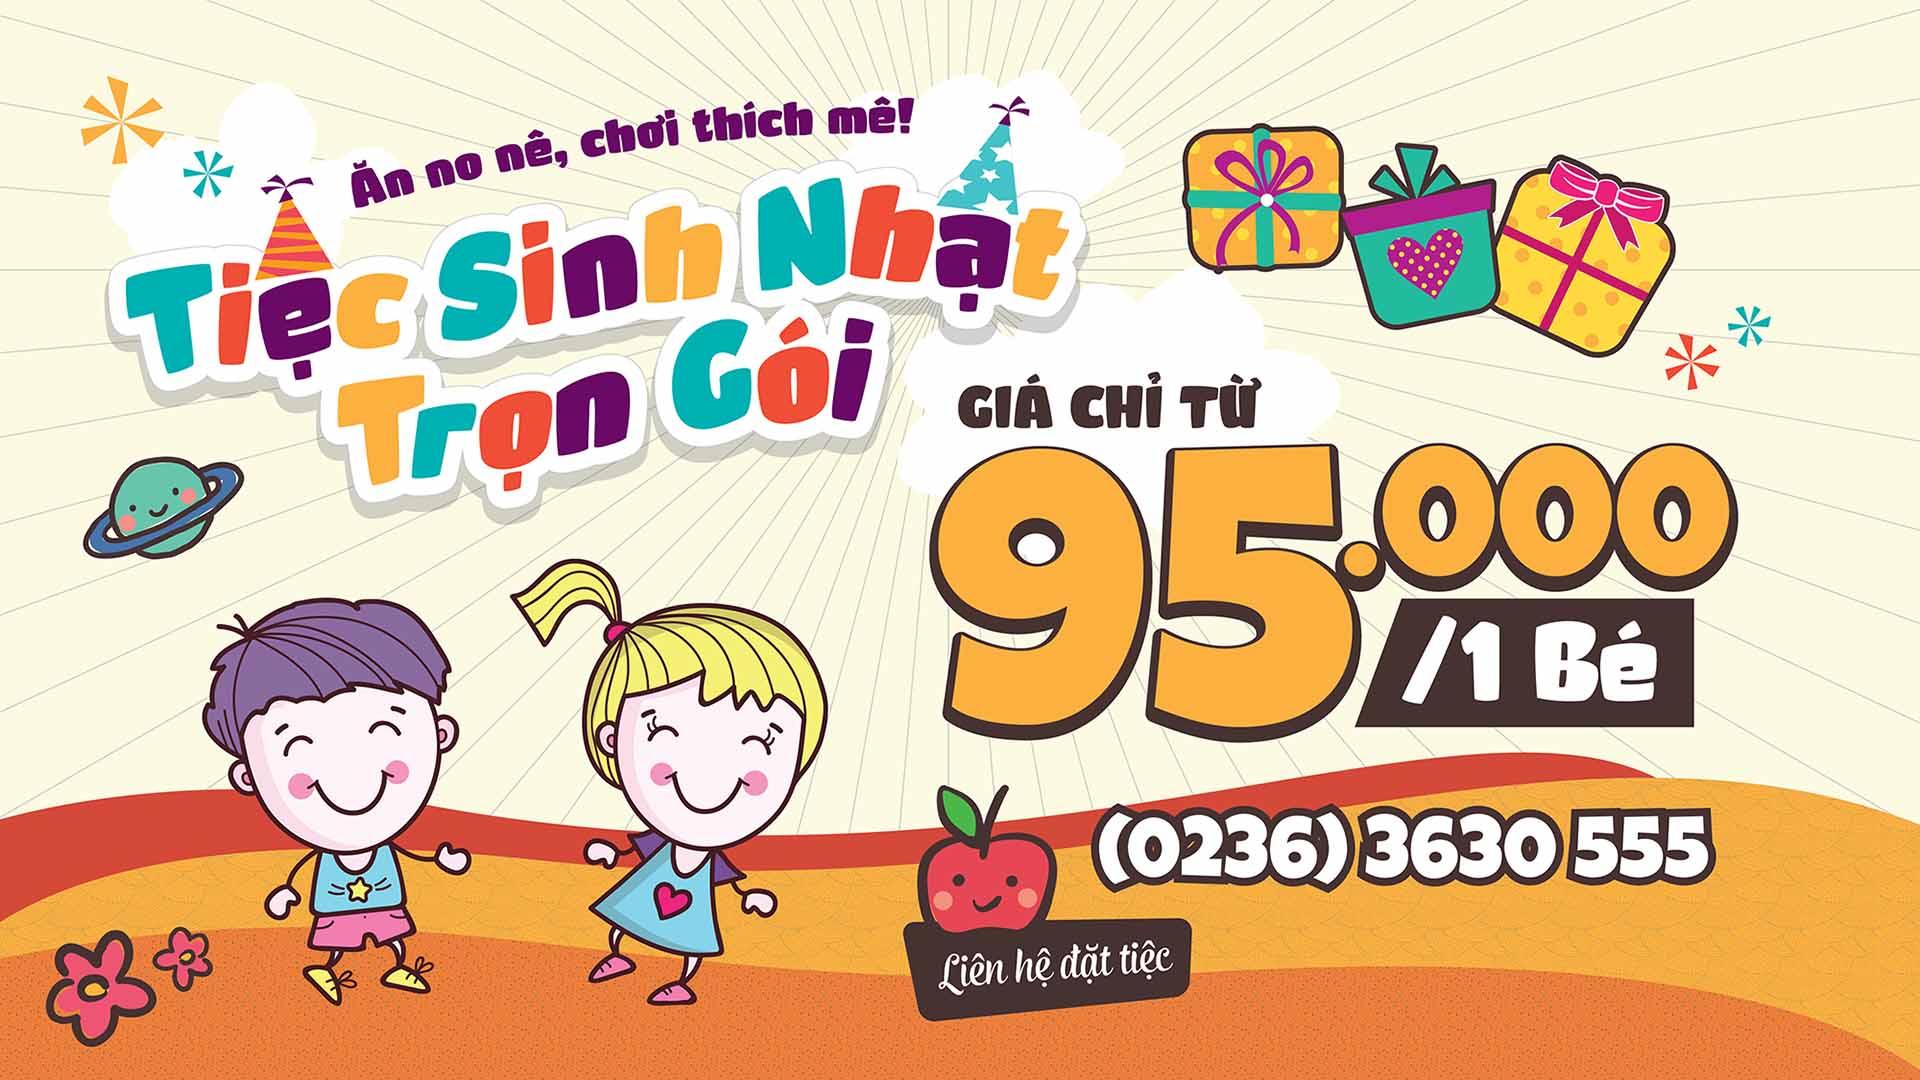 Ăn no nê, chơi thích mê!
Tiệc Sinh Nhật
Trọn Gói
GIÁ CHỈ TỪ
95.000
/1 Bé
(0236) 3630 555
Liên hệ đặt tiệc